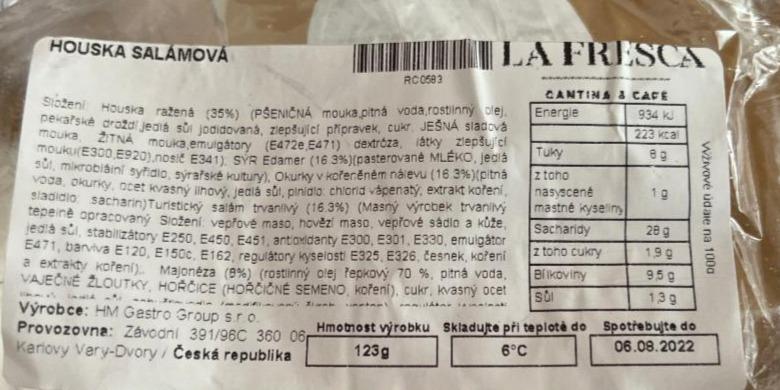 HOUSKA SALÁMOVÁ
RC0583
LA FRESCA
CANTINA & CAFE
Složení: Houska ražená (35%) (PŠENIČNÁ mouka,pitná voda,rostlinný olej,
pekařské droždí,jedlá sůl jodidovaná, zlepšující přípravek, cukr, JEŠNÁ sladová
mouka, ŽITNÁ mouka,emulgátory (E472e,E471) dextróza, látky zlepšující
mouku(E300,E920),nosič E341). SÝR Edamer (16.3%)(pasterované MLÉKO, jedlá
sůl, mikrobiální syřidlo, sýrařské kultury), Okurky v kořeněném nálevu (16.3%)(pitná
voda, okurky, ocet kvasný lihový, jedlá sůl, plnidlo: chlorid vápenatý, extrakt koření,
sladidlo: sacharin)Turistický salám trvanlivý (16.3%) (Masný výrobek trvanlivý
tepelně opracovaný Složení: vepřové maso, hovězí maso, vepřové sádlo a kůže,
jedlá sůl, stabilizátory E250, E450, E451, antioxidanty E300, E301, E330, emulgátor
E471, barviva E120, E150c, E162, regulátory kyselosti E325, E326, česnek, koření
a extrakty koření).. Majonéza (8%) (rostlinný olej řepkový 70 %, pitná voda,
VAJEČNÉ ŽLOUTKY, HOŘČICE (HOŘČIČNÉ SEMENO, koření), cukr, kvasný ocet
Energie 934 kJ
223 kcal
Tuky 8 g
z toho
nasyscené 1 g
mastné kyseliny
Sacharidy 28 g
z toho cukry 1,9 g
Bílkoviny 9,5 g
Sůl 1,3 g
Výživové údaje na 100g
Výrobce: HM Gastro Group s.r.o.
Provozovna: Závodní 391/96C 360 06
Karlovy Vary-Dvory / Česká republika
Hmotnost výrobku
123g
Skladujte při teplotě do
6°C
Spotřebujte do
06.08.2022